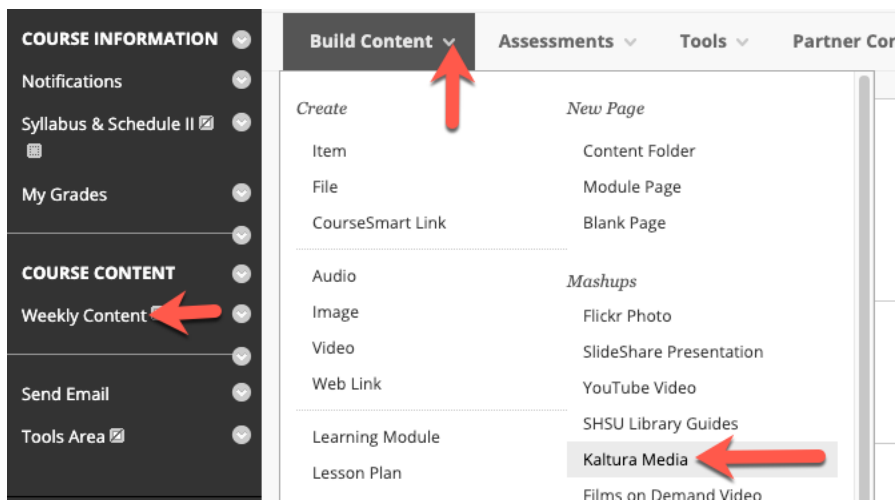 COURSE INFORMATION
Notifications
Syllabus & Schedule II
My Grades
COURSE CONTENT
Weekly Content
Send Email
Tools Area
Build Content
Assessments
Tools
Partner Cor
Create
Item
File
CourseSmart Link
Audio
Image
Video
Web Link
Learning Module
Lesson Plan
New Page
Content Folder
Module Page
Blank Page
Mashups
Flickr Photo
SlideShare Presentation
YouTube Video
SHSU Library Guides
Kaltura Media
Films on Demand Video